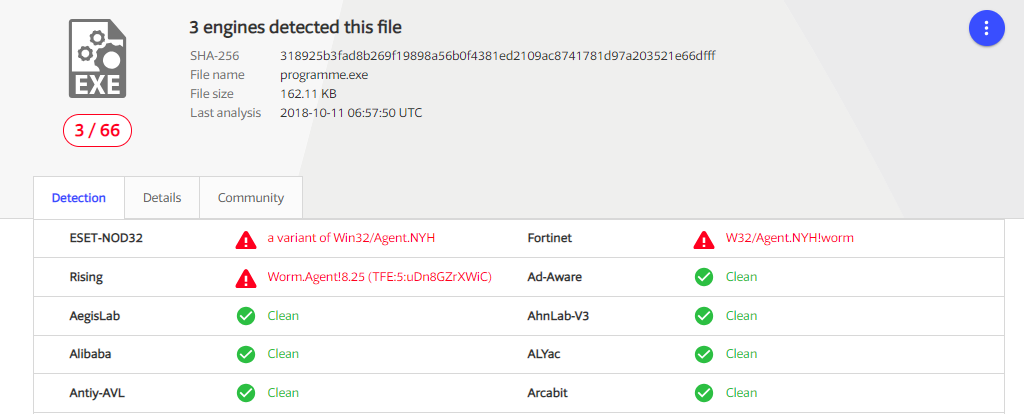 3 engines detected this file
SHA-256 318925b3fad8b269f19898a56b0f4381ed2109ac8741781d97a203521e66dfff
File name programme.exe
File size 162.11 KB
Last analysis 2018-10-11 06:57:50 UTC
EXE
3 / 66
Detection Details Community
ESET-NOD32 a variant of Win32/Agent.NYH Fortinet W32/Agent.NYH!worm
Rising Worm.Agent!8.25 (TFE:5:uDn8GZrXWiC) Ad-Aware Clean
AegisLab Clean AhnLab-V3 Clean
Alibaba Clean ALYac Clean
Antiy-AVL Clean Arcabit Clean